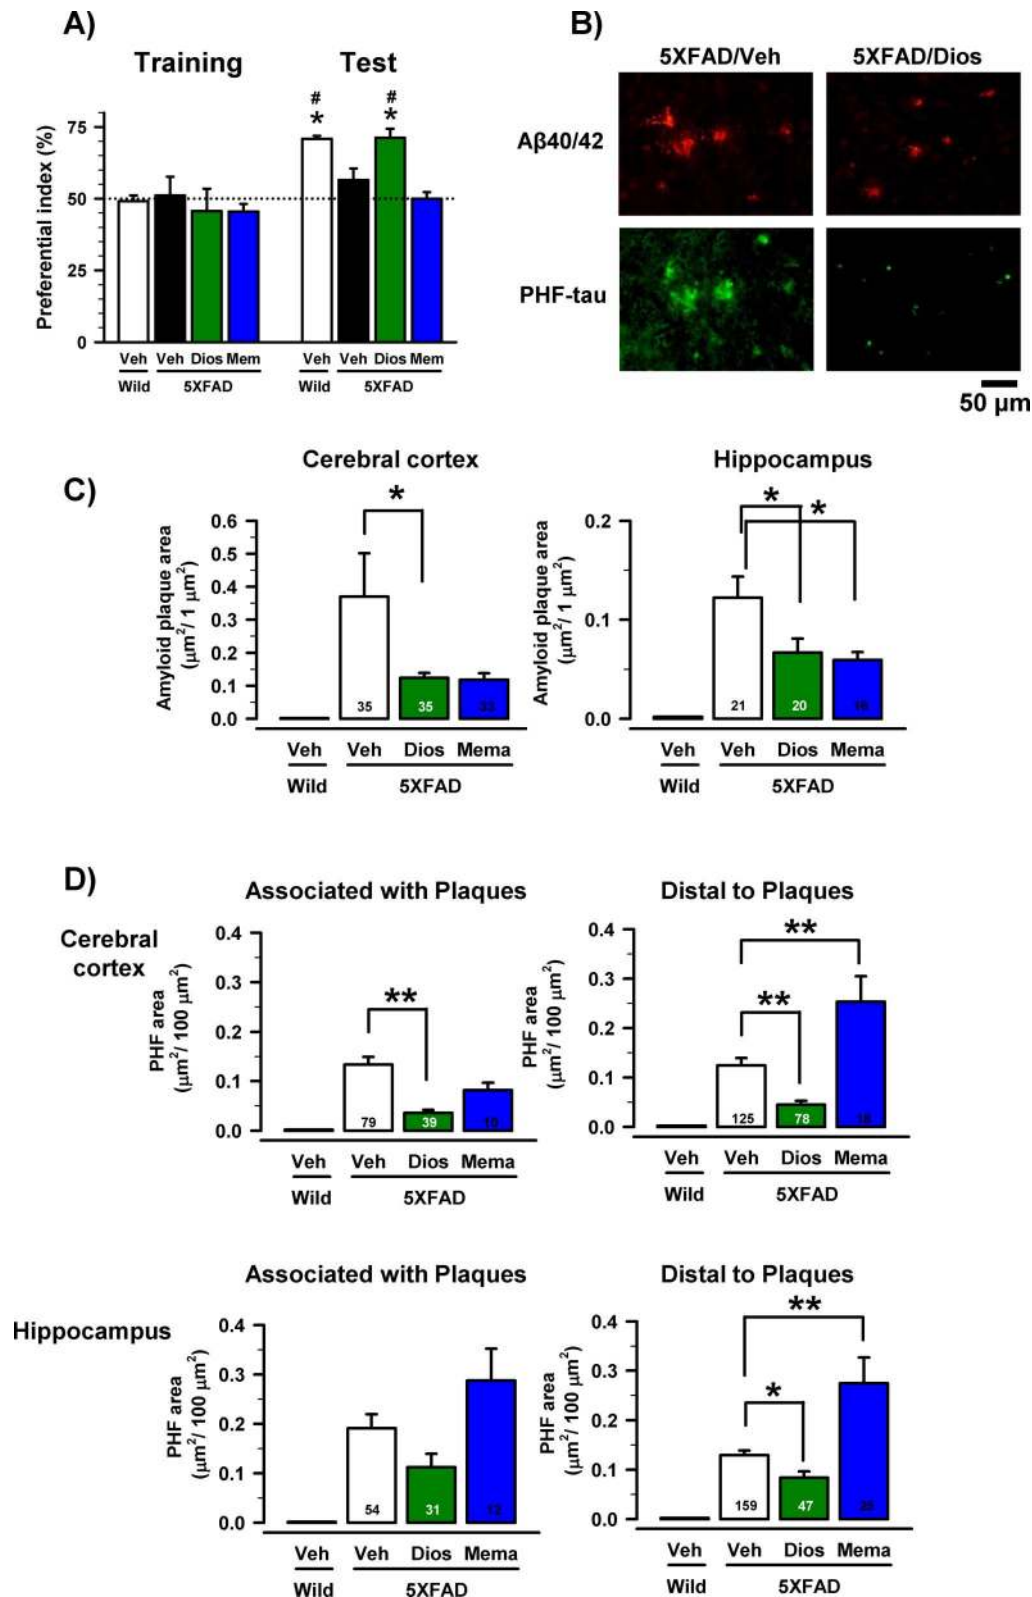 A)
Training
Test
Preferential index (%)
75
50
25
0
#
*
#
*
Veh Veh Dios Mem
Wild 5XFAD
Veh Veh Dios Mem
Wild 5XFAD
B)
5XFAD/Veh 5XFAD/Dios
Aβ40/42
PHF-tau
50 µm
C)
Cerebral cortex
Amyloid plaque area
(µm²/ 1 µm²)
0.6
0.5
0.4
0.3
0.2
0.1
0.0
*
35 35 33
Veh Veh Dios Mema
Wild 5XFAD
Hippocampus
Amyloid plaque area
(µm²/ 1 µm²)
0.2
0.1
0.0
*
*
21 20
Veh Veh Dios Mema
Wild 5XFAD
D)
Cerebral
cortex
Associated with Plaques
PHF area
(µm²/ 100 µm²)
0.4
0.3
0.2
0.1
0.0
**
79 39
Veh Veh Dios Mema
Wild 5XFAD
Distal to Plaques
PHF area
(µm²/ 100 µm²)
0.4
0.3
0.2
0.1
0.0
**
**
125 78
Veh Veh Dios Mema
Wild 5XFAD
Hippocampus
Associated with Plaques
PHF area
(µm²/ 100 µm²)
0.4
0.3
0.2
0.1
0.0
54 31
Veh Veh Dios Mema
Wild 5XFAD
Distal to Plaques
PHF area
(µm²/ 100 µm²)
0.4
0.3
0.2
0.1
0.0
**
*
159 47
Veh Veh Dios Mema
Wild 5XFAD